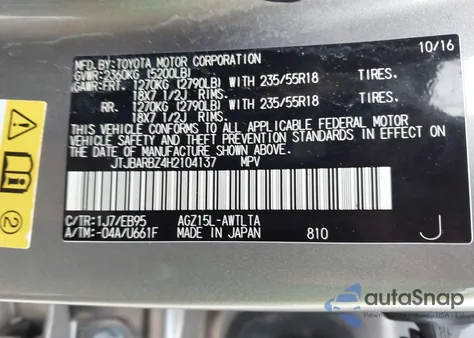 MFD.BY:TOYOTA MOTOR CORPORATION 10/16
GVWR:2360KG (5200LB)
GAWR:FRT. 1270KG (2790LB) WITH 235/55R18 TIRES.
18X7 1/2J RIMS.
RR. 1270KG (2790LB) WITH 235/55R18 TIRES.
18X7 1/2J RIMS.
THIS VEHICLE CONFORMS TO ALL APPLICABLE FEDERAL MOTOR
VEHICLE SAFETY AND THEFT PREVENTION STANDARDS IN
EFFECT ON THE DATE OF MANUFACTURE SHOWN ABOVE.
JTJBARBZ4H2104137 MPV
C/TR:1J7/EB95 AGZ15L-AWTLTA
A/TM:-04A/U661F MADE IN JAPAN 810 J
2
autoSnap